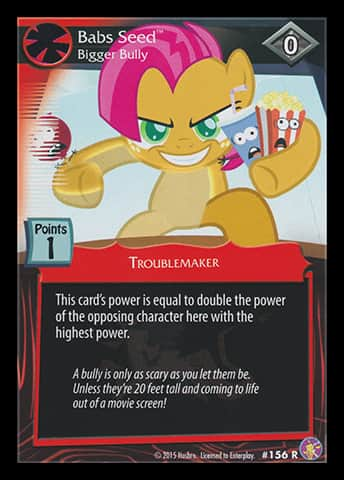 Babs Seed™
Bigger Bully
0
Points
1
TROUBLEMAKER
This card's power is equal to double the power
of the opposing character here with the
highest power.
A bully is only as scary as you let them be.
Unless they're 20 feet tall and coming to life
out of a movie screen!
© 2015 Hasbro. Licensed to Enterplay. #156 R